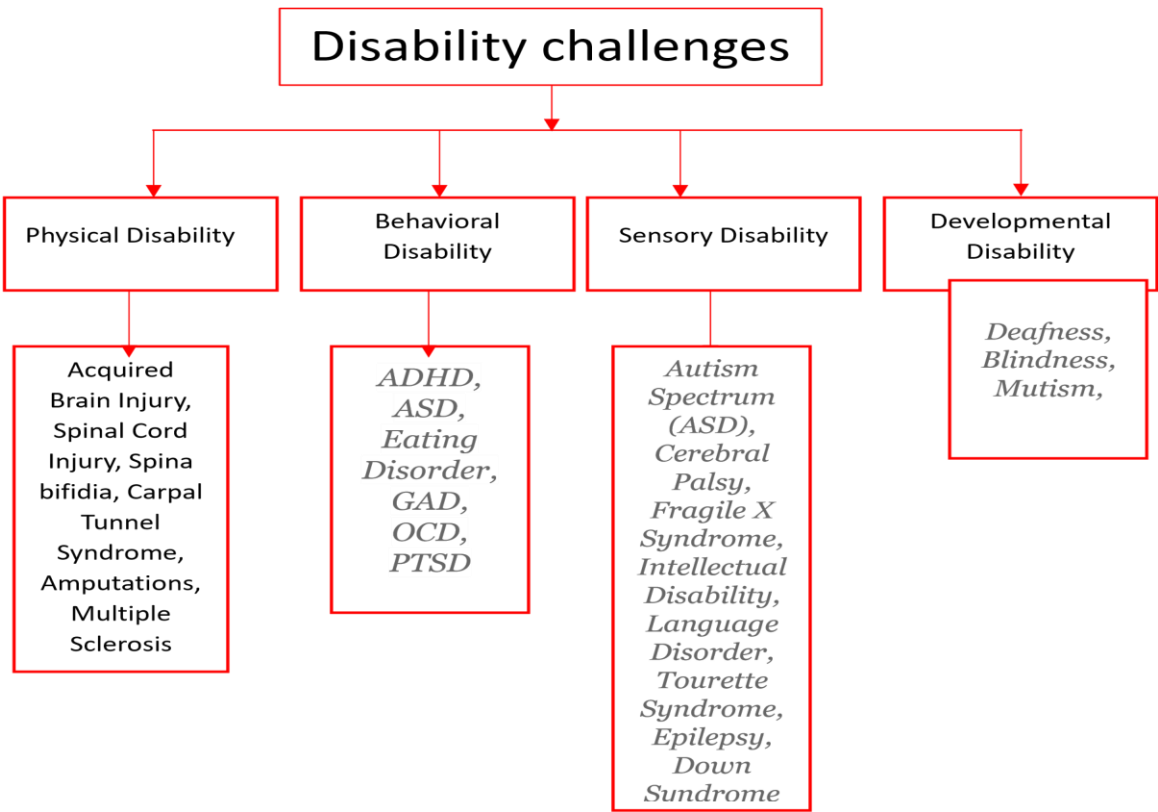 Disability challenges
Physical Disability
Behavioral
Disability
Sensory Disability
Developmental
Disability
Acquired
Brain Injury,
Spinal Cord
Injury, Spina
bifidia, Carpal
Tunnel
Syndrome,
Amputations,
Multiple
Sclerosis
ADHD,
ASD,
Eating
Disorder,
GAD,
OCD,
PTSD
Autism
Spectrum
(ASD),
Cerebral
Palsy,
Fragile X
Syndrome,
Intellectual
Disability,
Language
Disorder,
Tourette
Syndrome,
Epilepsy,
Down
Sundrome
Deafness,
Blindness,
Mutism,